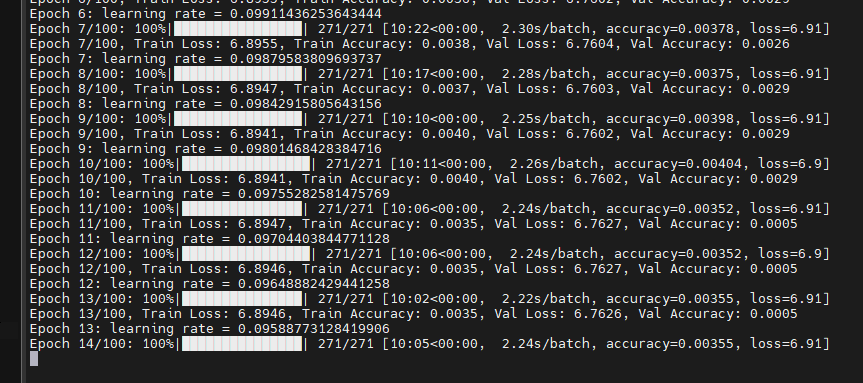 Epoch 6: learning rate = 0.09911436253643444
Epoch 7/100: 100%|████████████████| 271/271 [10:22<00:00,  2.30s/batch, accuracy=0.00378, loss=6.91]
Epoch 7/100, Train Loss: 6.8955, Train Accuracy: 0.0038, Val Loss: 6.7604, Val Accuracy: 0.0026
Epoch 7: learning rate = 0.09879583809693737
Epoch 8/100: 100%|████████████████| 271/271 [10:17<00:00,  2.28s/batch, accuracy=0.00375, loss=6.91]
Epoch 8/100, Train Loss: 6.8947, Train Accuracy: 0.0037, Val Loss: 6.7603, Val Accuracy: 0.0029
Epoch 8: learning rate = 0.09842915805643156
Epoch 9/100: 100%|████████████████| 271/271 [10:10<00:00,  2.25s/batch, accuracy=0.00398, loss=6.91]
Epoch 9/100, Train Loss: 6.8941, Train Accuracy: 0.0040, Val Loss: 6.7602, Val Accuracy: 0.0029
Epoch 9: learning rate = 0.09801468428384716
Epoch 10/100: 100%|████████████████| 271/271 [10:11<00:00,  2.26s/batch, accuracy=0.00404, loss=6.9]
Epoch 10/100, Train Loss: 6.8941, Train Accuracy: 0.0040, Val Loss: 6.7602, Val Accuracy: 0.0029
Epoch 10: learning rate = 0.09755282581475769
Epoch 11/100: 100%|███████████████| 271/271 [10:06<00:00,  2.24s/batch, accuracy=0.00352, loss=6.91]
Epoch 11/100, Train Loss: 6.8947, Train Accuracy: 0.0035, Val Loss: 6.7627, Val Accuracy: 0.0005
Epoch 11: learning rate = 0.09704403844771128
Epoch 12/100: 100%|████████████████| 271/271 [10:06<00:00,  2.24s/batch, accuracy=0.00352, loss=6.9]
Epoch 12/100, Train Loss: 6.8946, Train Accuracy: 0.0035, Val Loss: 6.7627, Val Accuracy: 0.0005
Epoch 12: learning rate = 0.09648882429441258
Epoch 13/100: 100%|███████████████| 271/271 [10:02<00:00,  2.22s/batch, accuracy=0.00355, loss=6.91]
Epoch 13/100, Train Loss: 6.8946, Train Accuracy: 0.0035, Val Loss: 6.7626, Val Accuracy: 0.0005
Epoch 13: learning rate = 0.09588773128419906
Epoch 14/100: 100%|███████████████| 271/271 [10:05<00:00,  2.24s/batch, accuracy=0.00355, loss=6.91]